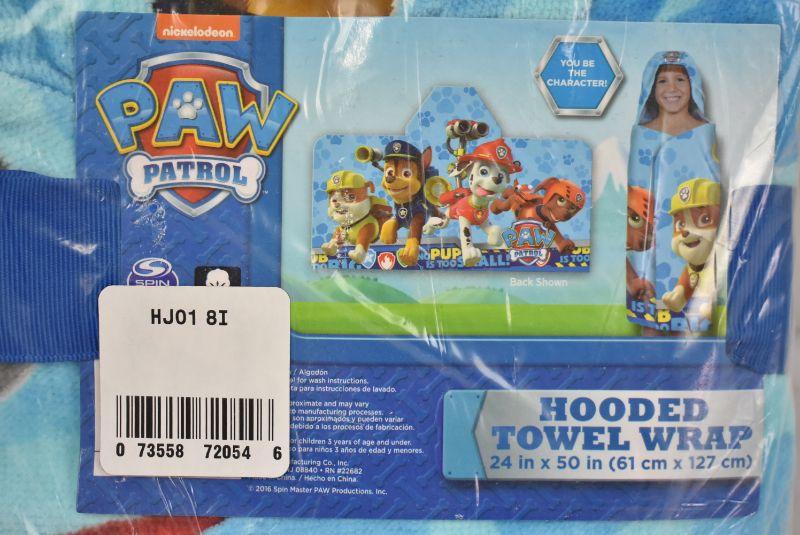 nickelodeon
PAW
PATROL
YOU BE
THE
CHARACTER!
NO PUP
IS TOO SMALL!
PAW
PATROL
IS TOO
Back Shown
SPIN
HJ01 8I
0 73558 72054 6
/ Algodón
for wash instructions.
para instrucciones de lavado.
and may vary
manufacturing processes.
son aproximados y pueden variar
debido a los procesos de fabricación.
children 3 years of age and under.
para niños 3 años de edad y menores.
Co., Inc.
08840 • RN #22682
/ Hecho en China.
© 2016 Spin Master PAW Productions. Inc.
HOODED
TOWEL WRAP
24 in x 50 in (61 cm x 127 cm)